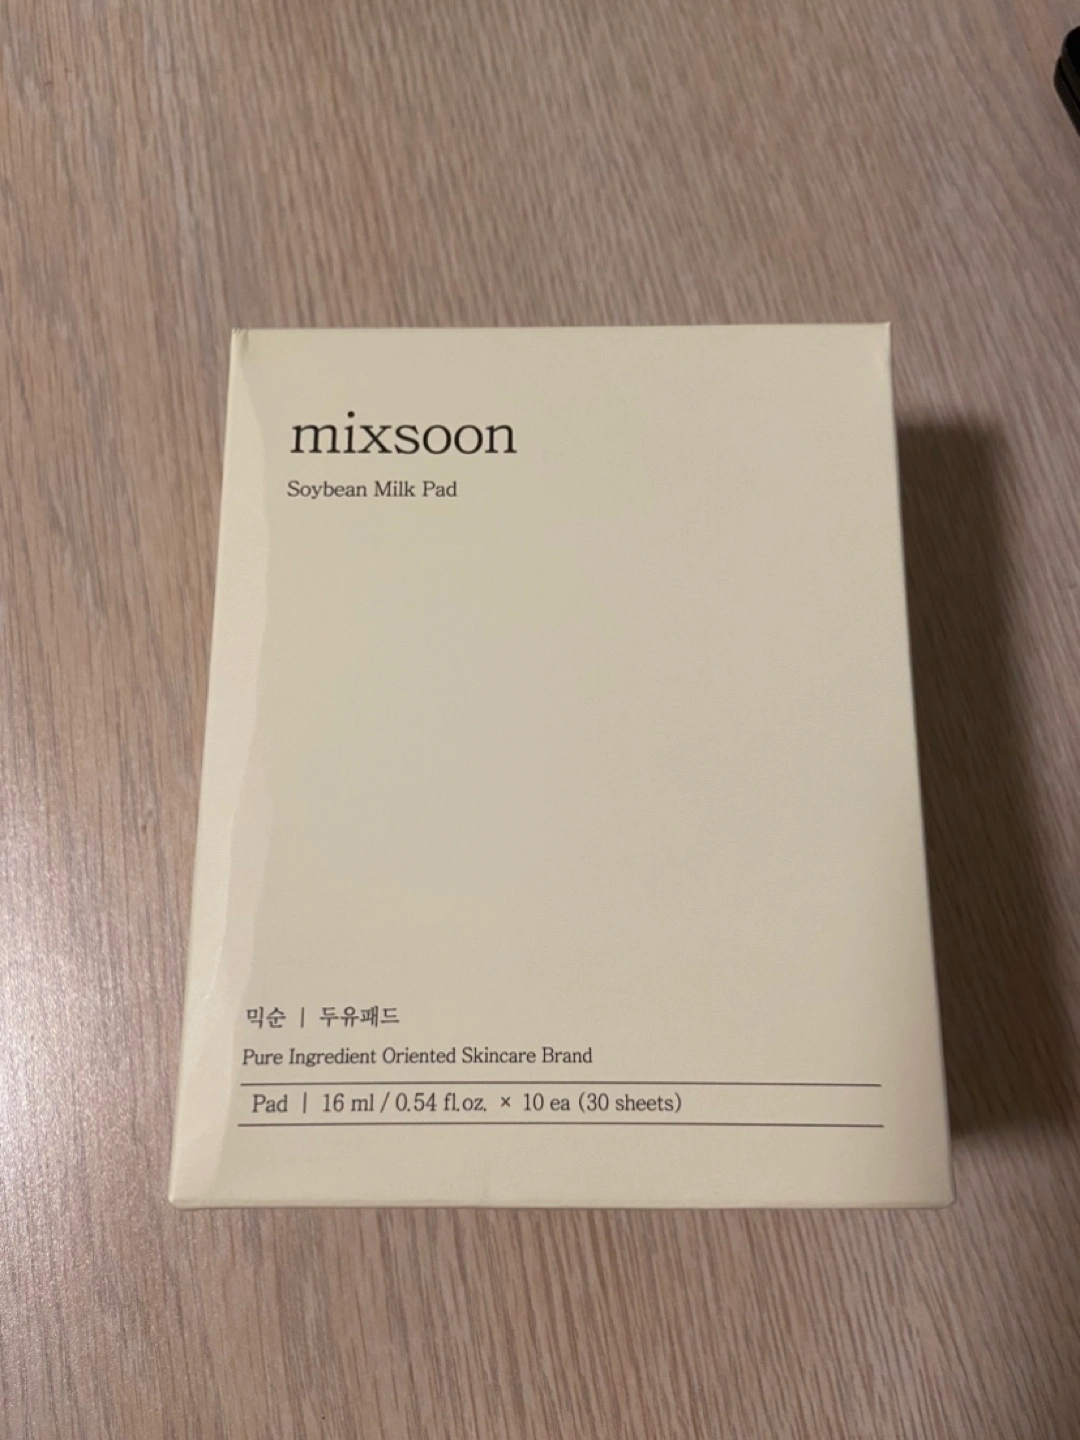 mixsoon
Soybean Milk Pad
믹순 | 두유패드
Pure Ingredient Oriented Skincare Brand
Pad | 16 ml / 0.54 fl.oz. × 10 ea (30 sheets)